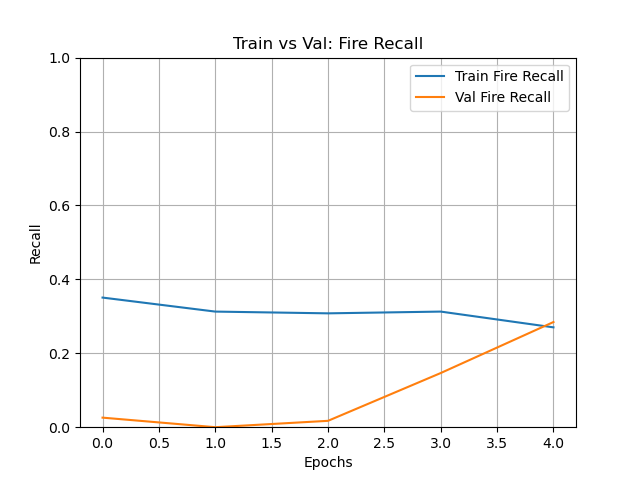 Train vs Val: Fire Recall
Train Fire Recall
Val Fire Recall
1.0
0.8
0.6
0.4
0.2
0.0
Recall
0.0 0.5 1.0 1.5 2.0 2.5 3.0 3.5 4.0
Epochs